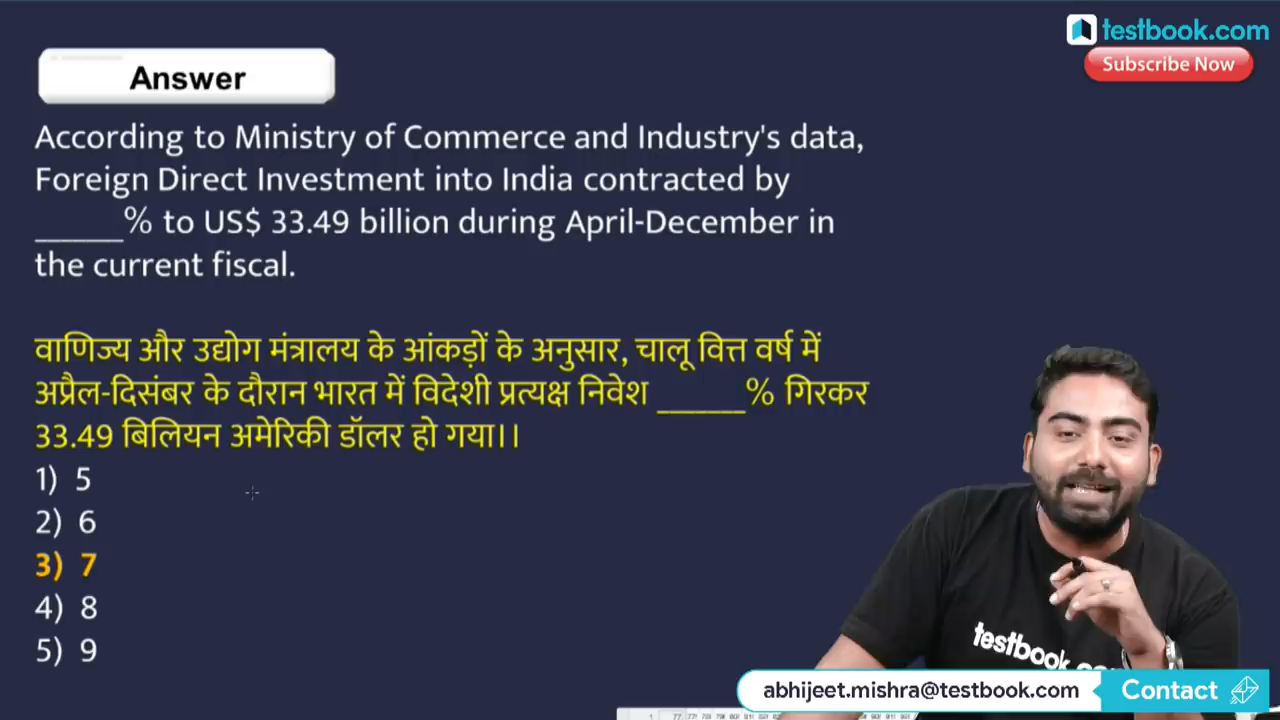 testbook.com
Subscribe Now
Answer
According to Ministry of Commerce and Industry's data,
Foreign Direct Investment into India contracted by
______% to US$ 33.49 billion during April-December in
the current fiscal.
वाणिज्य और उद्योग मंत्रालय के आंकड़ों के अनुसार, चालू वित्त वर्ष में
अप्रैल-दिसंबर के दौरान भारत में विदेशी प्रत्यक्ष निवेश ______% गिरकर
33.49 बिलियन अमेरिकी डॉलर हो गया।।
1) 5
2) 6
3) 7
4) 8
5) 9
testbook.com
abhijeet.mishra@testbook.com
Contact